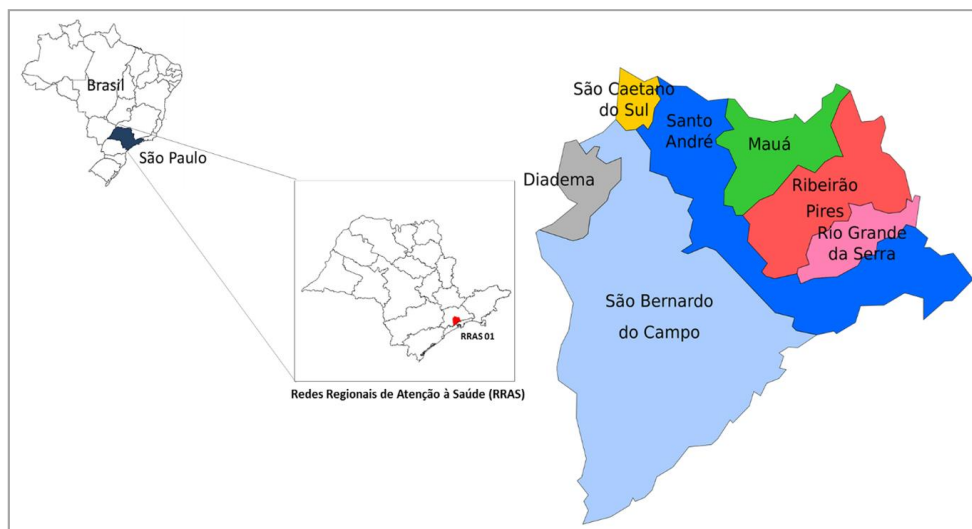 Brasil
São Paulo
RRAS 01
Redes Regionais de Atenção à Saúde (RRAS)
São Caetano
do Sul
Santo
André
Mauá
Diadema
Ribeirão
Pires
Rio Grande
da Serra
São Bernardo
do Campo